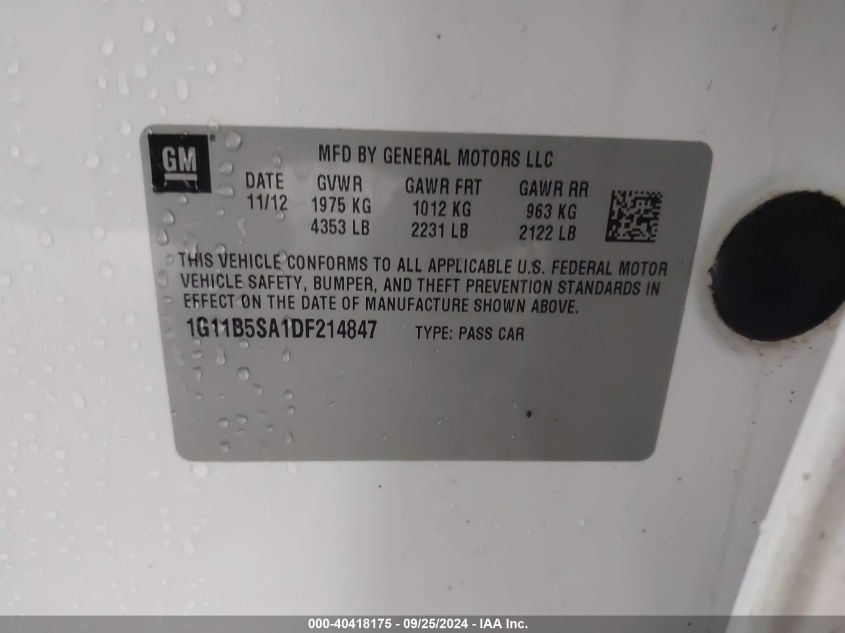 GM ®
MFD BY GENERAL MOTORS LLC
DATE GVWR GAWR FRT GAWR RR
11/12 1975 KG 1012 KG 963 KG
4353 LB 2231 LB 2122 LB
THIS VEHICLE CONFORMS TO ALL APPLICABLE U.S. FEDERAL MOTOR
VEHICLE SAFETY, BUMPER, AND THEFT PREVENTION STANDARDS IN
EFFECT ON THE DATE OF MANUFACTURE SHOWN ABOVE.
1G11B5SA1DF214847 TYPE: PASS CAR
000-40418175 - 09/25/2024 - IAA Inc.